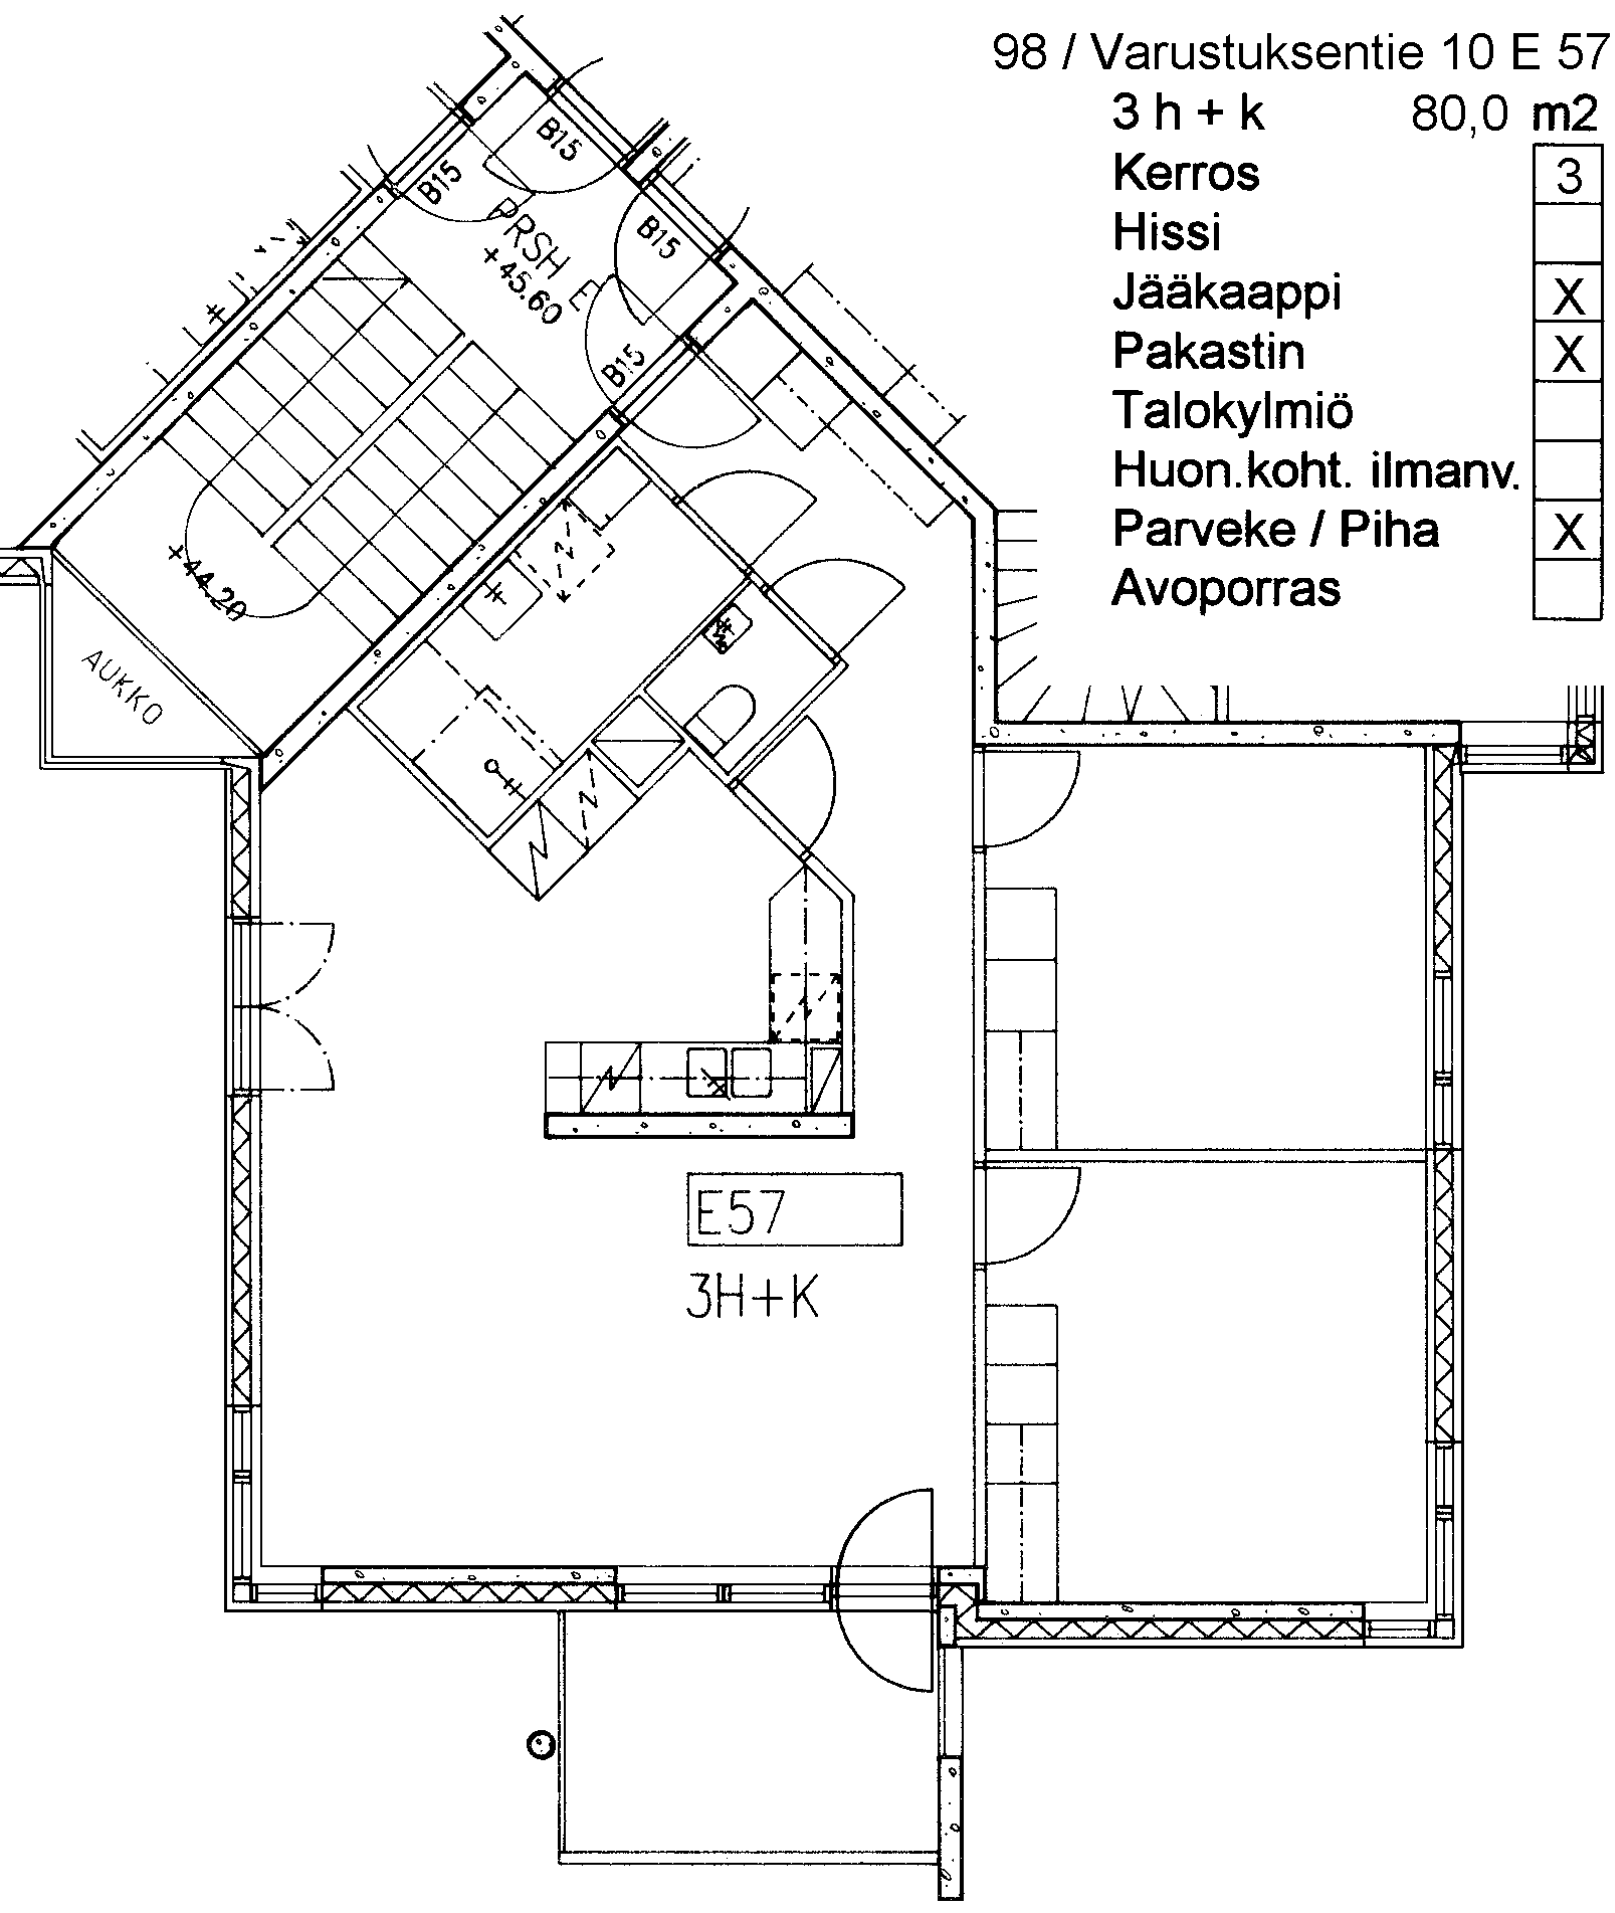 98 / Varustuksentie 10 E 57
3 h + k 80,0 m2
Kerros 3
Hissi
Jääkaappi X
Pakastin X
Talokylmiö
Huon.koht. ilmanv.
Parveke / Piha X
Avoporras
B15
B15
B15
B15
PRSH E
+45.60
+44.20
AUKKO
E57
3H+K